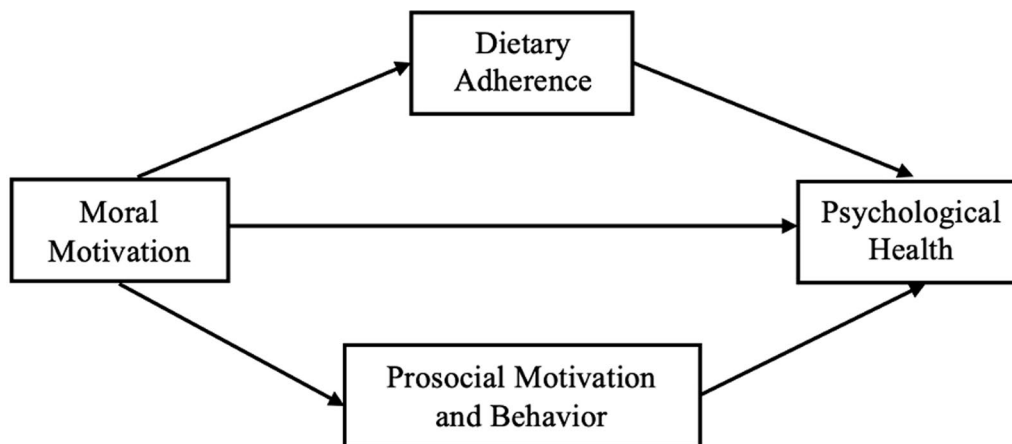 Dietary
Adherence
Moral
Motivation
Psychological
Health
Prosocial Motivation
and Behavior